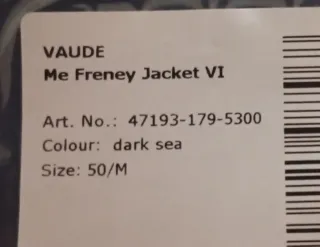 VAUDE
Me Freney Jacket VI
Art. No.: 47193-179-5300
Colour: dark sea
Size: 50/M